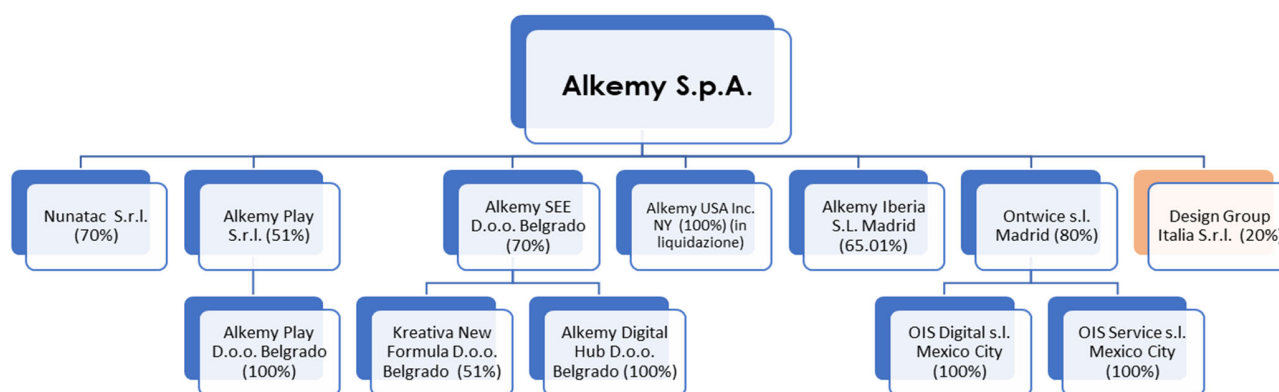 Alkemy S.p.A.
Nunatac S.r.l.
(70%)
Alkemy Play
S.r.l. (51%)
Alkemy SEE
D.o.o. Belgrado
(70%)
Alkemy USA Inc.
NY (100%) (in
liquidazione)
Alkemy Iberia
S.L. Madrid
(65.01%)
Ontwice s.l.
Madrid (80%)
Design Group
Italia S.r.l. (20%)
Alkemy Play
D.o.o. Belgrado
(100%)
Kreativa New
Formula D.o.o.
Belgrado (51%)
Alkemy Digital
Hub D.o.o.
Belgrado (100%)
OIS Digital s.l.
Mexico City
(100%)
OIS Service s.l.
Mexico City
(100%)